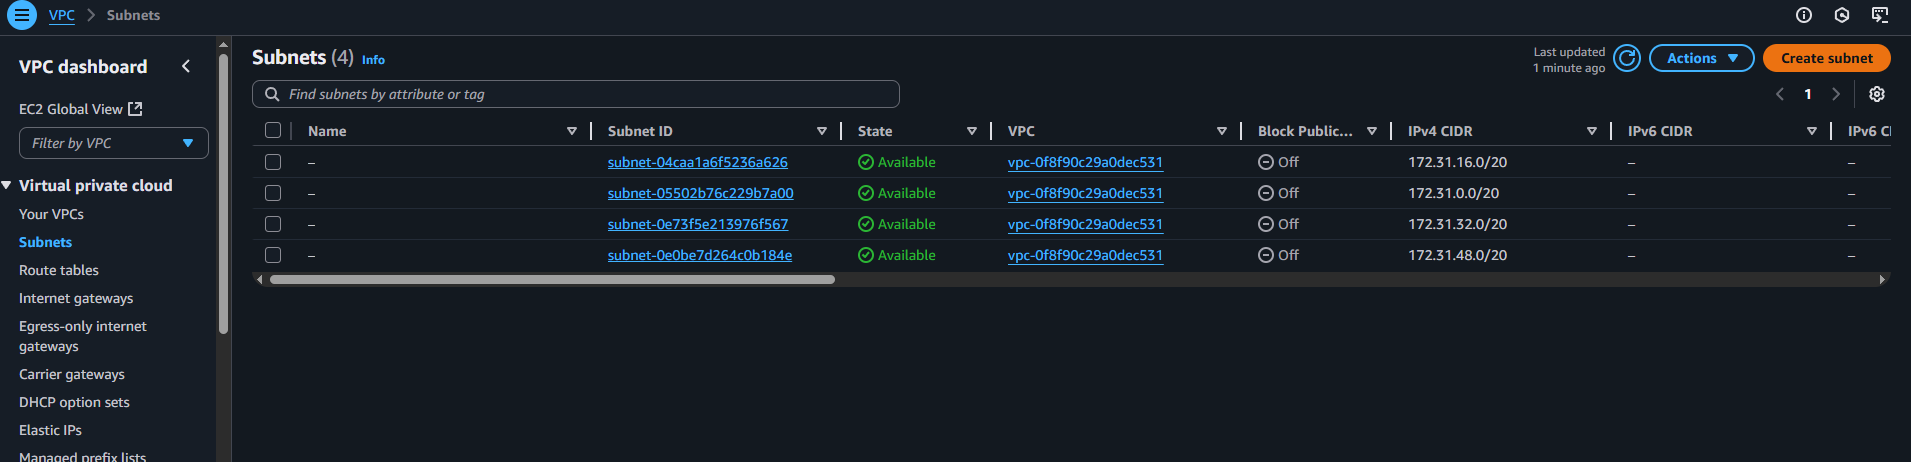 VPC > Subnets
VPC dashboard
EC2 Global View
Filter by VPC
Virtual private cloud
Your VPCs
Subnets
Route tables
Internet gateways
Egress-only internet
gateways
Carrier gateways
DHCP option sets
Elastic IPs
Managed prefix lists
Subnets (4) Info
Last updated
1 minute ago
Actions
Create subnet
Find subnets by attribute or tag
1
Name Subnet ID State VPC Block Public... IPv4 CIDR IPv6 CIDR IPv6 CI
– subnet-04caa1a6f5236a626 Available vpc-0f8f90c29a0dec531 Off 172.31.16.0/20 – –
– subnet-05502b76c229b7a00 Available vpc-0f8f90c29a0dec531 Off 172.31.0.0/20 – –
– subnet-0e73f5e213976f567 Available vpc-0f8f90c29a0dec531 Off 172.31.32.0/20 – –
– subnet-0e0be7d264c0b184e Available vpc-0f8f90c29a0dec531 Off 172.31.48.0/20 – –